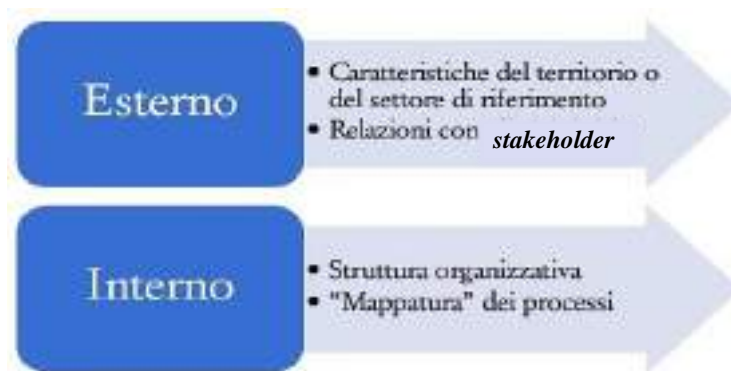 Esterno
• Caratteristiche del territorio o
del settore di riferimento
• Relazioni con stakeholder
Interno
• Struttura organizzativa
• "Mappatura" dei processi